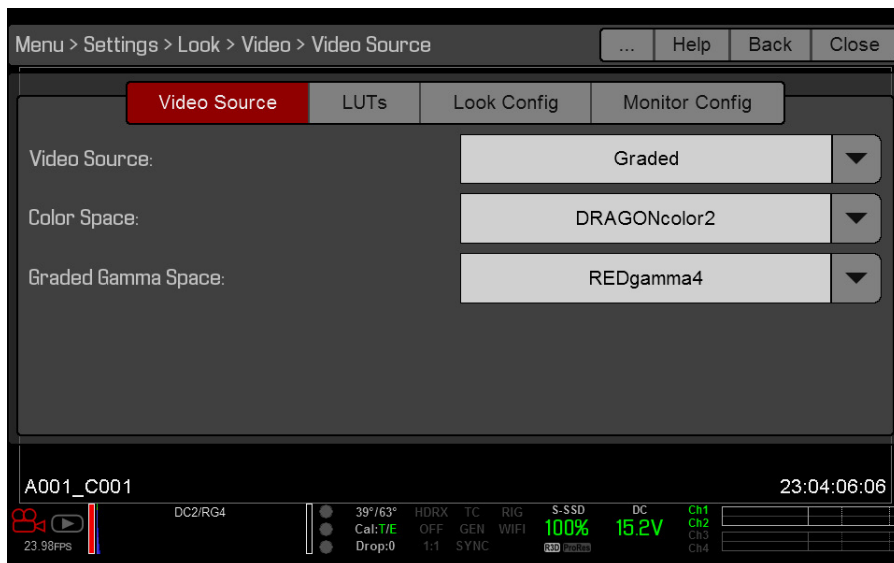 Menu > Settings > Look > Video > Video Source ... Help Back Close
Video Source LUTs Look Config Monitor Config
Video Source: Graded
Color Space: DRAGONcolor2
Graded Gamma Space: REDgamma4
A001_C001 23:04:06:06
DC2/RG4 39°/63° HDRX TC RIG S-SSD DC Ch1
Cal:T/E OFF GEN WIFI 100% 15.2V Ch2
23.98FPS Drop:0 1:1 SYNC R3D ProRes Ch3
Ch4